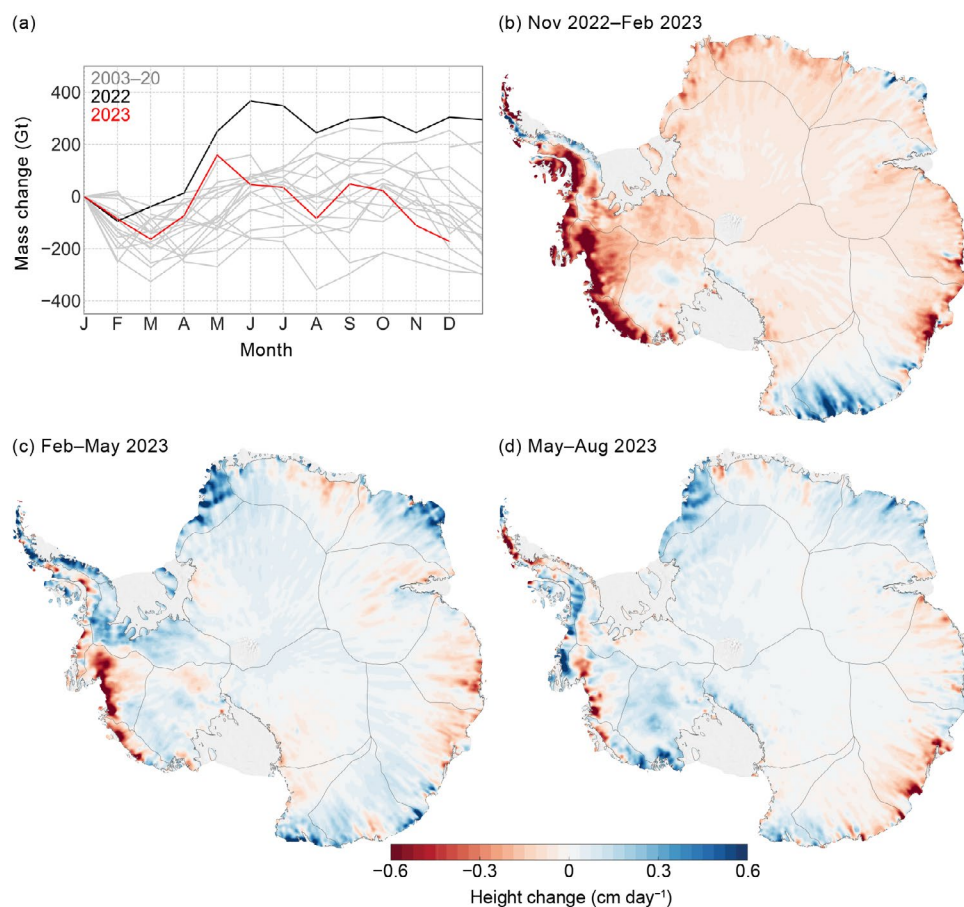 (a)
2003–20
2022
2023
Mass change (Gt)
400
200
0
−200
−400
J F M A M J J A S O N D
Month
(b) Nov 2022–Feb 2023
(c) Feb–May 2023
(d) May–Aug 2023
−0.6 −0.3 0 0.3 0.6
Height change (cm day⁻¹)